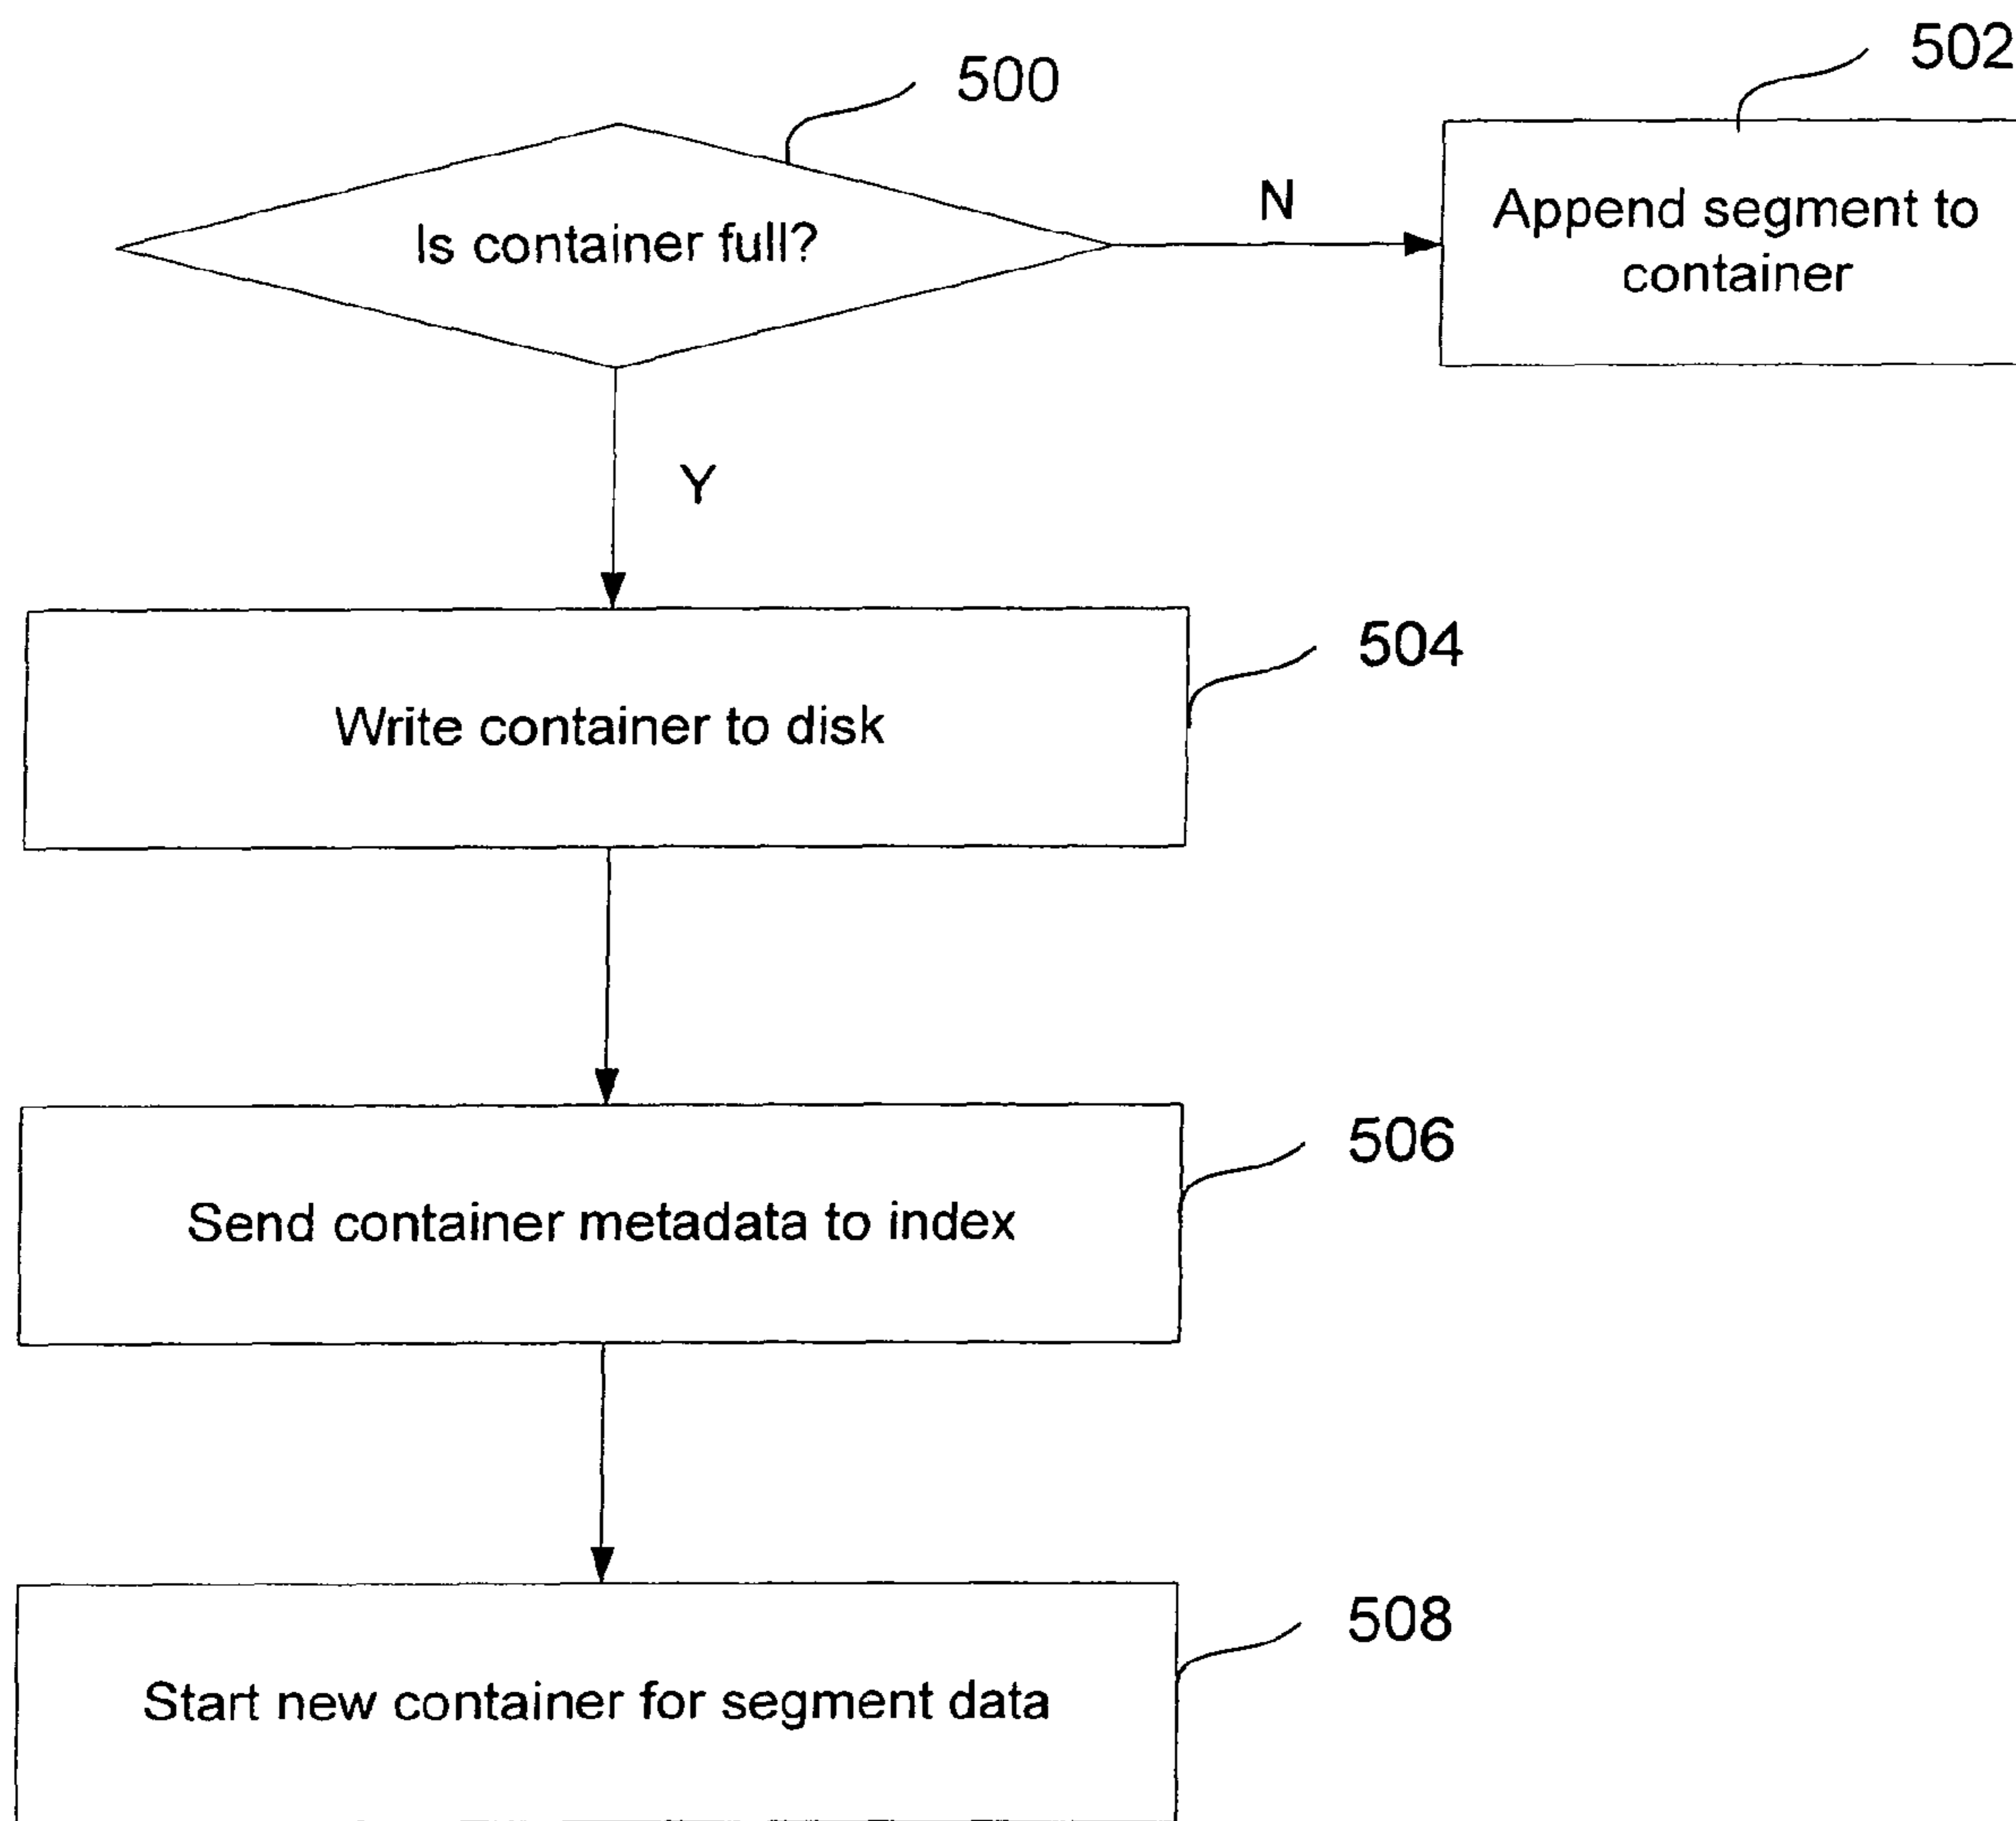 500
502
Is container full?
N
Append segment to
container
Y
504
Write container to disk
506
Send container metadata to index
508
Start new container for segment data